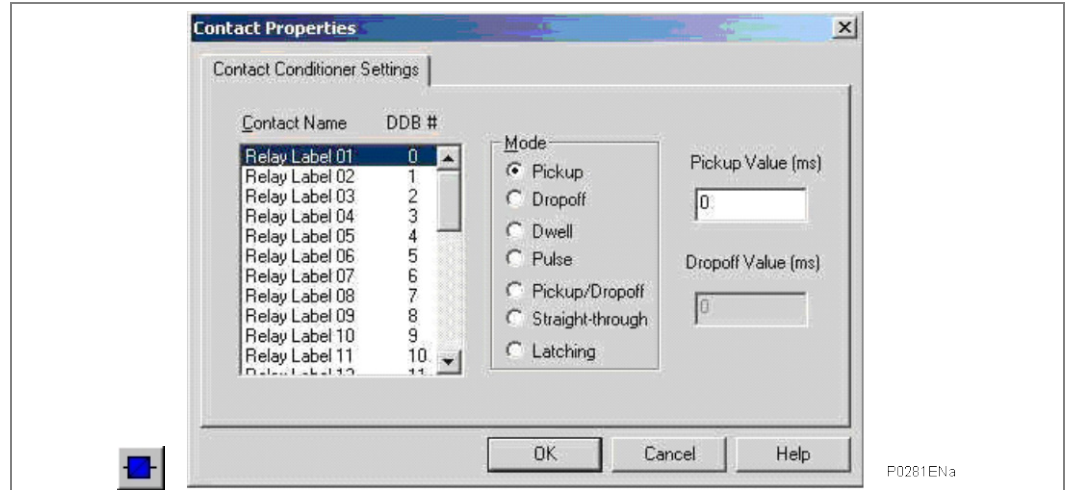 Contact Properties
Contact Conditioner Settings
Contact Name DDB #
Relay Label 01 0
Relay Label 02 1
Relay Label 03 2
Relay Label 04 3
Relay Label 05 4
Relay Label 06 5
Relay Label 07 6
Relay Label 08 7
Relay Label 09 8
Relay Label 10 9
Relay Label 11 10
Mode
Pickup
Dropoff
Dwell
Pulse
Pickup/Dropoff
Straight-through
Latching
Pickup Value (ms)
0
Dropoff Value (ms)
0
OK Cancel Help
P0281ENa